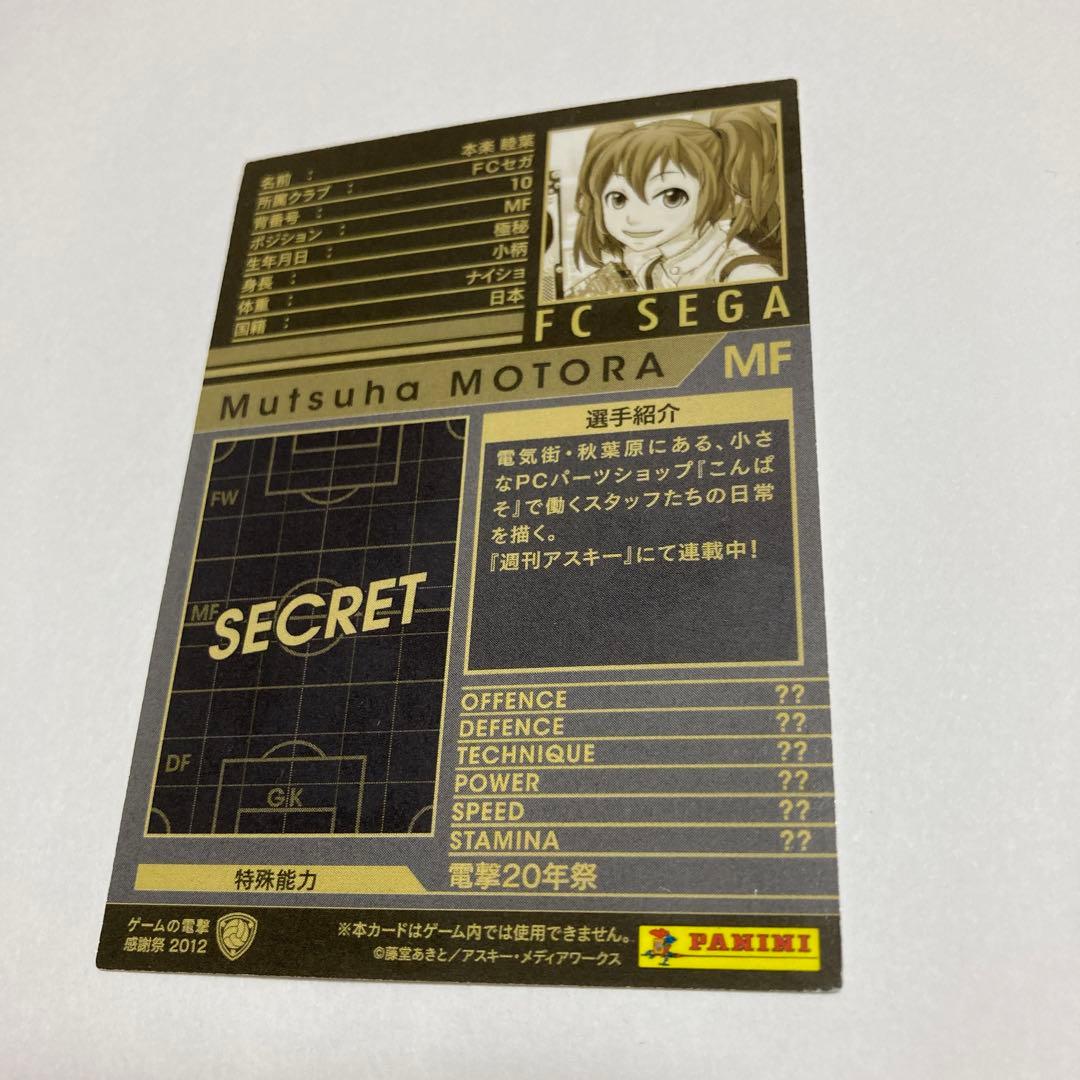 名前 : 本楽 睦葉
所属クラブ : FCセガ
背番号 : 10
ポジション : MF
生年月日 : 極秘
身長 : 小柄
体重 : ナイショ
国籍 : 日本
FC SEGA
Mutsuha MOTORA
MF
FW
MF
SECRET
DF
GK
選手紹介
電気街・秋葉原にある、小さ
なPCパーツショップ『こんぱ
そ』で働くスタッフたちの日常
を描く。
『週刊アスキー』にて連載中!
OFFENCE ??
DEFENCE ??
TECHNIQUE ??
POWER ??
SPEED ??
STAMINA ??
特殊能力
電撃20年祭
ゲームの電撃
感謝祭 2012
※本カードはゲーム内では使用できません。
©藤堂あきと/アスキー・メディアワークス
PANINI